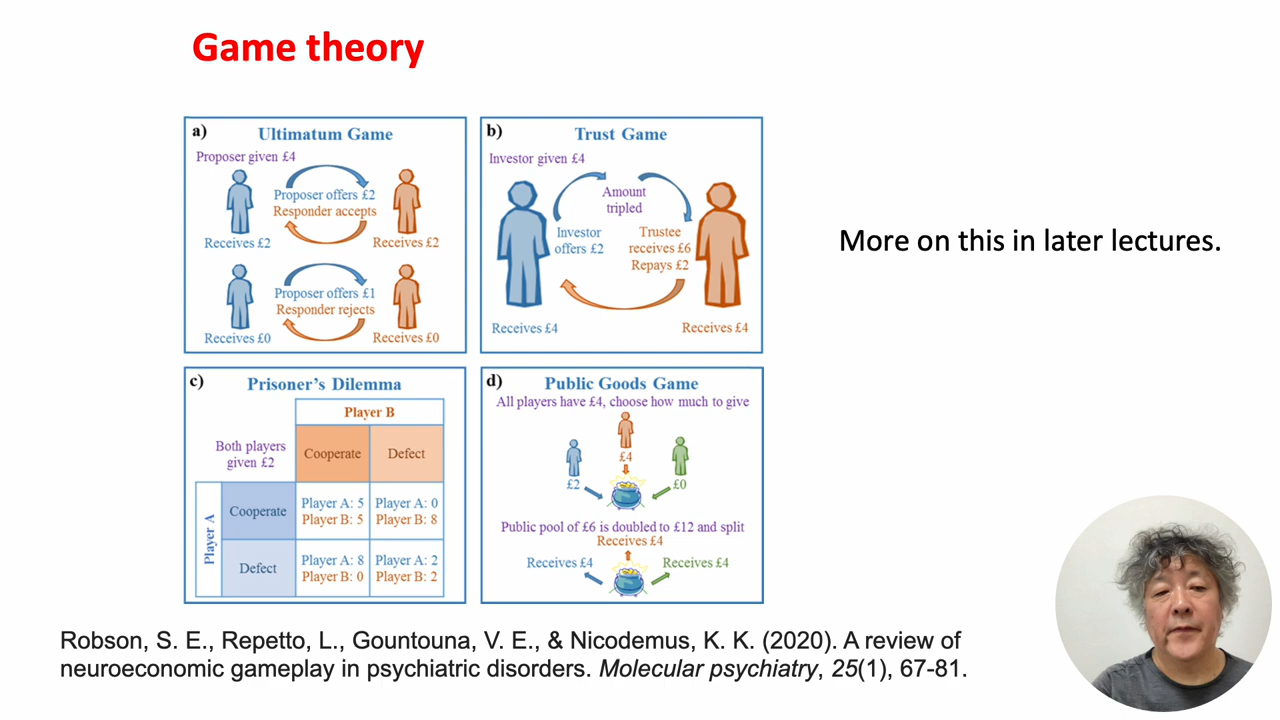 Game theory
a)
Ultimatum Game
Proposer given £4
Proposer offers £2
Responder accepts
Receives £2
Receives £2
Proposer offers £1
Responder rejects
Receives £0
Receives £0
b)
Trust Game
Investor given £4
Amount
tripled
Investor
offers £2
Trustee
receives £6
Repays £2
Receives £4
Receives £4
More on this in later lectures.
c)
Prisoner's Dilemma
Player B
Both players
given £2
Cooperate
Defect
Player A
Cooperate
Player A: 5
Player B: 5
Player A: 0
Player B: 8
Defect
Player A: 8
Player B: 0
Player A: 2
Player B: 2
d)
Public Goods Game
All players have £4, choose how much to give
£4
£2
£0
Public pool of £6 is doubled to £12 and split
Receives £4
Receives £4
Receives £4
Robson, S. E., Repetto, L., Gountouna, V. E., & Nicodemus, K. K. (2020). A review of
neuroeconomic gameplay in psychiatric disorders. Molecular psychiatry, 25(1), 67-81.